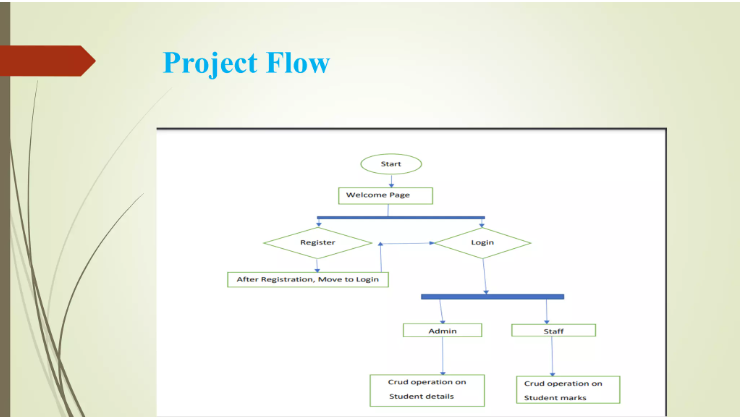 Project Flow
Start
Welcome Page
Register
Login
After Registration, Move to Login
Admin
Staff
Crud operation on
Student details
Crud operation on
Student marks